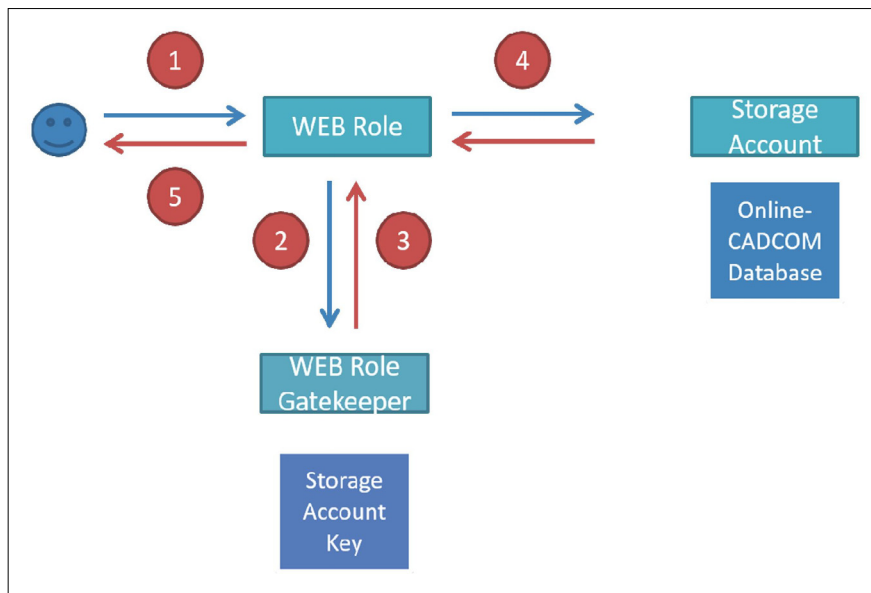 1
4
WEB Role
Storage
Account
5
2
3
Online-
CADCOM
Database
WEB Role
Gatekeeper
Storage
Account
Key